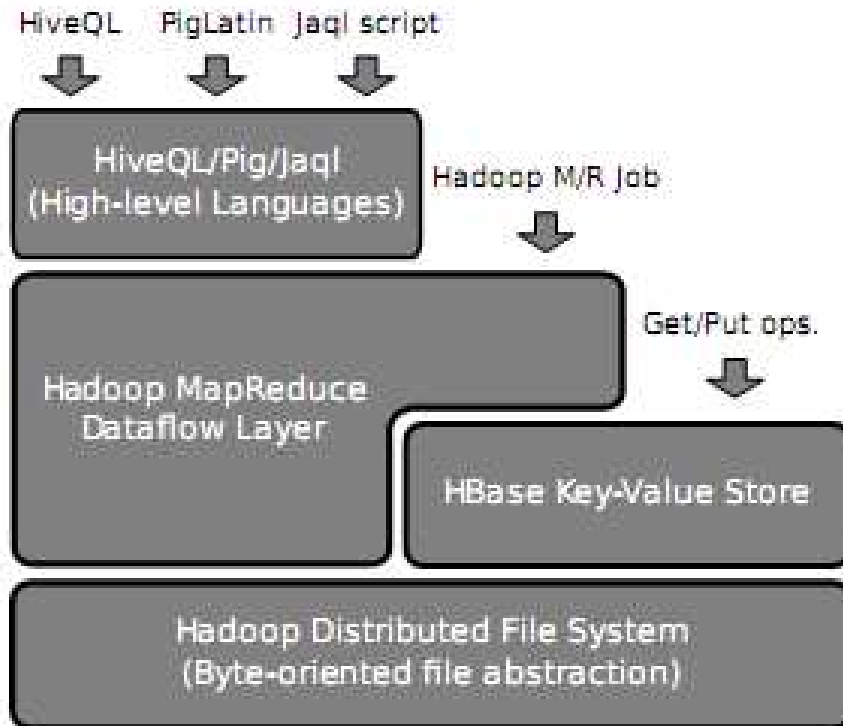 HiveQL PigLatin Jaql script
HiveQL/Pig/Jaql
(High-level Languages)
Hadoop M/R Job
Get/Put ops.
Hadoop MapReduce
Dataflow Layer
HBase Key-Value Store
Hadoop Distributed File System
(Byte-oriented file abstraction)